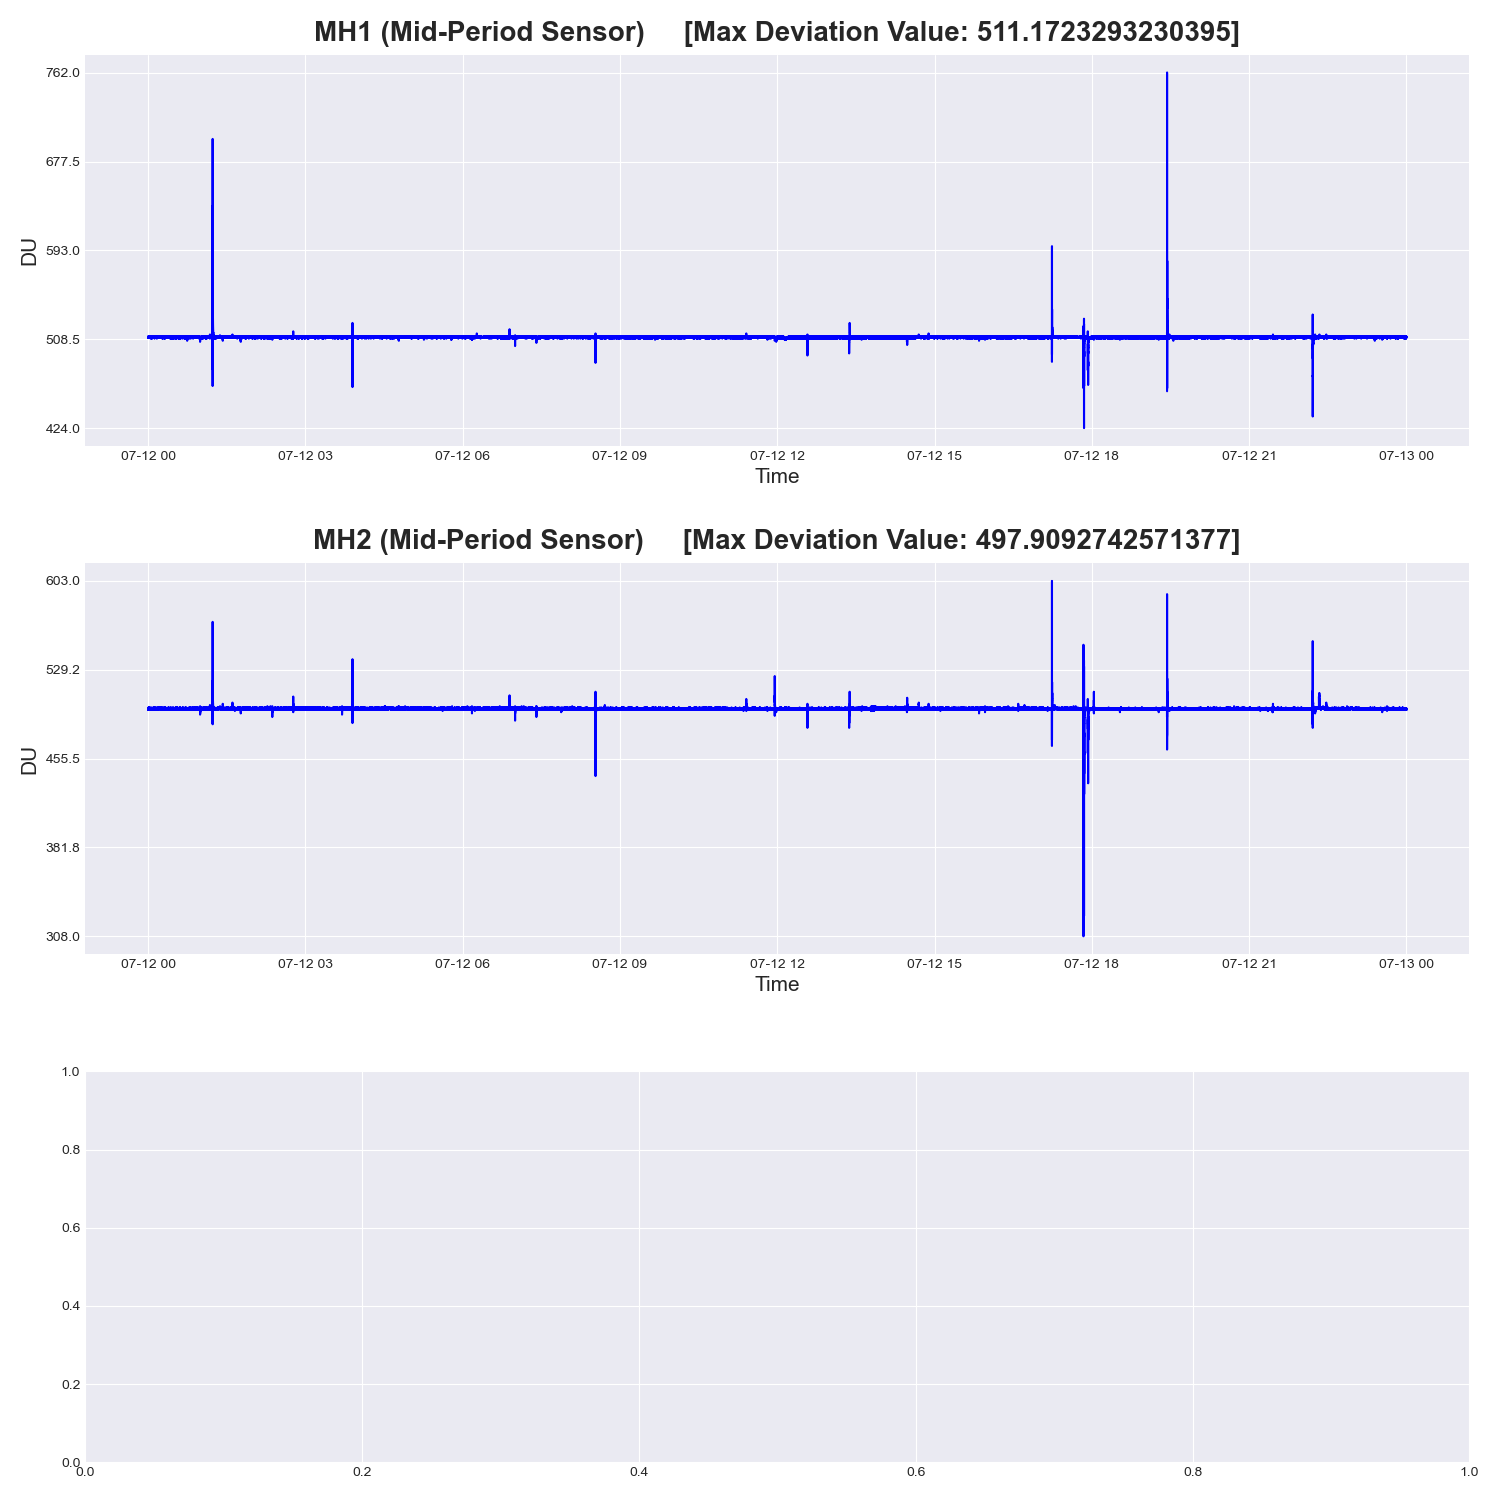 MH1 (Mid-Period Sensor) [Max Deviation Value: 511.1723293230395]
762.0
677.5
593.0
508.5
424.0
DU
07-12 00 07-12 03 07-12 06 07-12 09 07-12 12 07-12 15 07-12 18 07-12 21 07-13 00
Time
MH2 (Mid-Period Sensor) [Max Deviation Value: 497.9092742571377]
603.0
529.2
455.5
381.8
308.0
DU
07-12 00 07-12 03 07-12 06 07-12 09 07-12 12 07-12 15 07-12 18 07-12 21 07-13 00
Time
1.0
0.8
0.6
0.4
0.2
0.0
0.0 0.2 0.4 0.6 0.8 1.0